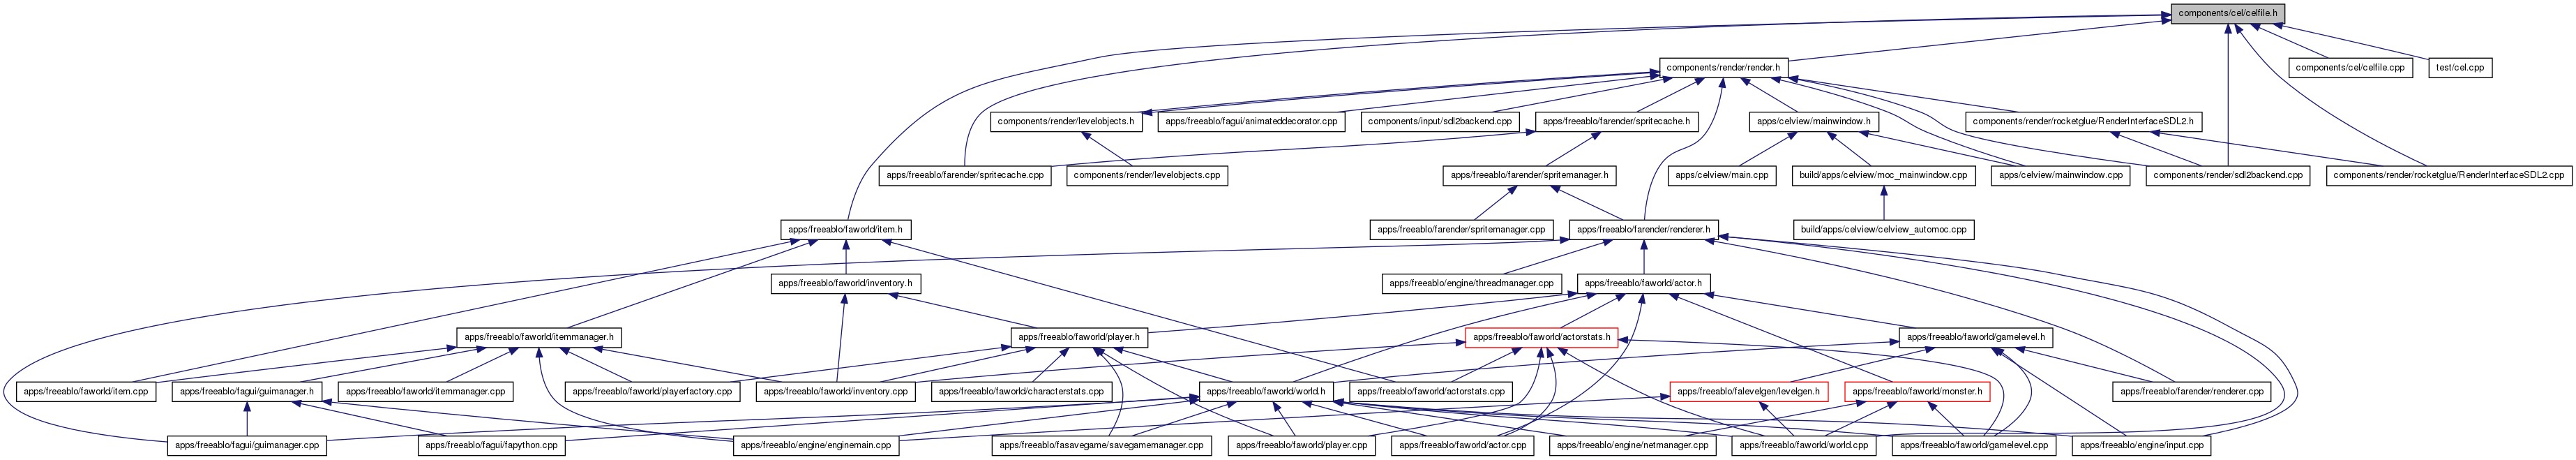 components/cel/celfile.h
components/render/render.h
components/cel/celfile.cpp
test/cel.cpp
components/render/levelobjects.h
apps/freeablo/fagui/animateddecorator.cpp
components/input/sdl2backend.cpp
apps/freeablo/farender/spritecache.h
apps/celview/mainwindow.h
components/render/rocketglue/RenderInterfaceSDL2.h
apps/freeablo/farender/spritecache.cpp
components/render/levelobjects.cpp
apps/freeablo/farender/spritemanager.h
apps/celview/main.cpp
build/apps/celview/moc_mainwindow.cpp
apps/celview/mainwindow.cpp
components/render/sdl2backend.cpp
components/render/rocketglue/RenderInterfaceSDL2.cpp
apps/freeablo/faworld/item.h
apps/freeablo/farender/spritemanager.cpp
apps/freeablo/farender/renderer.h
build/apps/celview/celview_automoc.cpp
apps/freeablo/faworld/inventory.h
apps/freeablo/engine/threadmanager.cpp
apps/freeablo/faworld/actor.h
apps/freeablo/faworld/itemmanager.h
apps/freeablo/faworld/player.h
apps/freeablo/faworld/actorstats.h
apps/freeablo/faworld/gamelevel.h
apps/freeablo/faworld/item.cpp
apps/freeablo/fagui/guimanager.h
apps/freeablo/faworld/itemmanager.cpp
apps/freeablo/faworld/playerfactory.cpp
apps/freeablo/faworld/inventory.cpp
apps/freeablo/faworld/characterstats.cpp
apps/freeablo/faworld/world.h
apps/freeablo/faworld/actorstats.cpp
apps/freeablo/falevelgen/levelgen.h
apps/freeablo/faworld/monster.h
apps/freeablo/farender/renderer.cpp
apps/freeablo/fagui/guimanager.cpp
apps/freeablo/fagui/fapython.cpp
apps/freeablo/engine/enginemain.cpp
apps/freeablo/fasavegame/savegamemanager.cpp
apps/freeablo/faworld/player.cpp
apps/freeablo/faworld/actor.cpp
apps/freeablo/engine/netmanager.cpp
apps/freeablo/faworld/world.cpp
apps/freeablo/faworld/gamelevel.cpp
apps/freeablo/engine/input.cpp